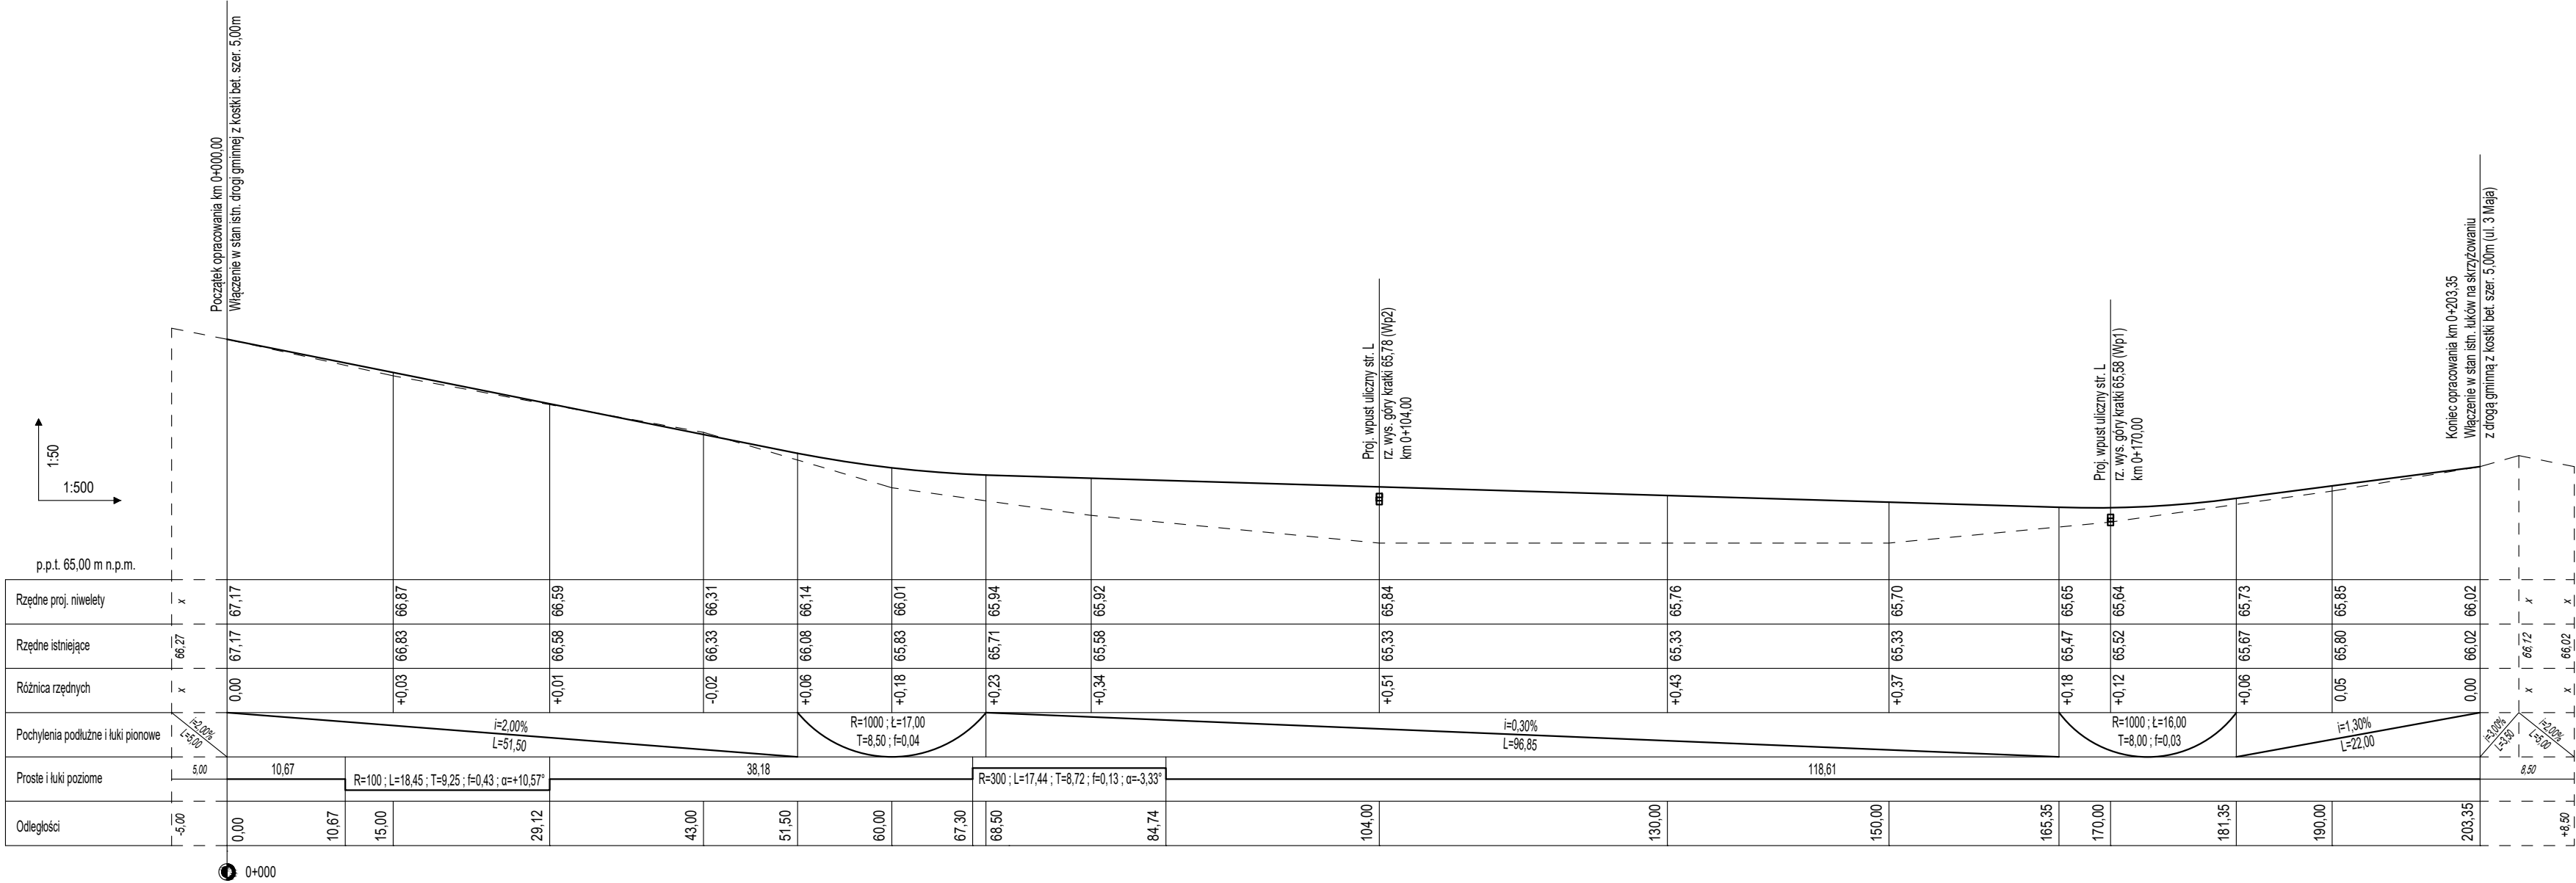 Początek opracowania km 0+000,00
Włączenie w stan istn. drogi gminnej z kostki bet. szer. 5,00m
Proj. wpust uliczny str. L
rz. wys. góry kratki 65,78 (Wp2)
km 0+104,00
Proj. wpust uliczny str. L
rz. wys. góry kratki 65,58 (Wp1)
km 0+170,00
Koniec opracowania km 0+203,35
Włączenie w stan istn. łuków na skrzyżowaniu
z drogą gminną z kostki bet. szer. 5,00m (ul. 3 Maja)
1:50
1:500
p.p.t. 65,00 m n.p.m.
Rzędne proj. niwelety x 67,17 66,87 66,59 66,31 66,14 66,01 65,94 65,92 65,84 65,76 65,70 65,65 65,64 65,73 65,85 66,02 x x
Rzędne istniejące 66,27 67,17 66,83 66,58 66,33 66,08 65,83 65,71 65,58 65,33 65,33 65,33 65,47 65,52 65,67 65,80 66,02 66,12 66,02
Różnica rzędnych x 0,00 +0,03 +0,01 -0,02 +0,06 +0,18 +0,23 +0,34 +0,51 +0,43 +0,37 +0,18 +0,12 +0,06 0,05 0,00 x x
Pochylenia podłużne i łuki pionowe
i=2,00%
L=5,00
i=2,00%
L=51,50
R=1000 ; Ł=17,00
T=8,50 ; f=0,04
i=0,30%
L=96,85
R=1000 ; Ł=16,00
T=8,00 ; f=0,03
i=1,30%
L=22,00
i=3,00%
L=3,50
i=2,00%
L=5,00
Proste i łuki poziome 5,00 10,67 R=100 ; L=18,45 ; T=9,25 ; f=0,43 ; α=+10,57° 38,18 R=300 ; L=17,44 ; T=8,72 ; f=0,13 ; α=-3,33° 118,61 8,50
Odległości -5,00 0,00 10,67 15,00 29,12 43,00 51,50 60,00 67,30 68,50 84,74 104,00 130,00 150,00 165,35 170,00 181,35 190,00 203,35 +8,50
0+000